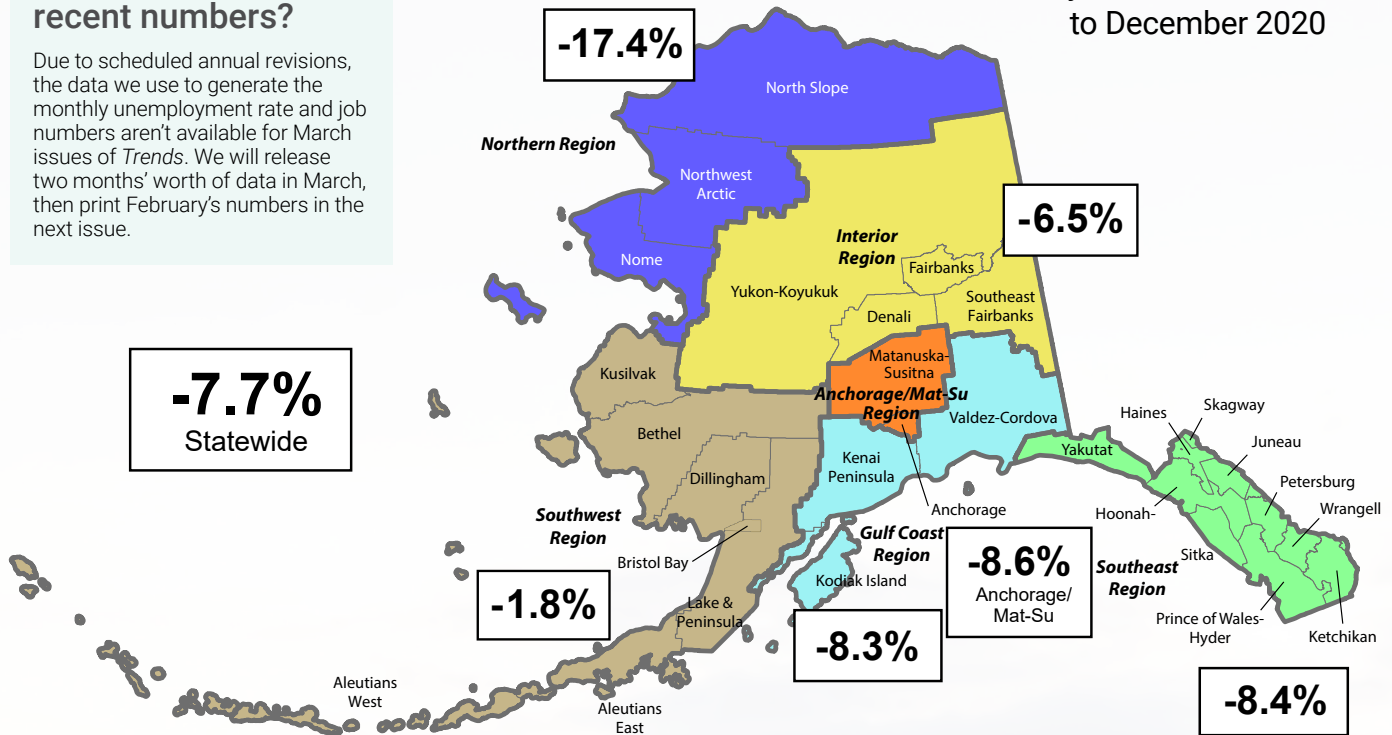 recent numbers?
Due to scheduled annual revisions,
the data we use to generate the
monthly unemployment rate and job
numbers aren't available for March
issues of Trends. We will release
two months' worth of data in March,
then print February's numbers in the
next issue.
to December 2020
-17.4%
North Slope
Northern Region
Northwest
Arctic
Nome
-6.5%
Interior
Region
Fairbanks
Yukon-Koyukuk
Southeast
Fairbanks
Denali
-7.7%
Statewide
Kusilvak
Matanuska-
Susitna
Anchorage/Mat-Su
Region
Valdez-Cordova
Bethel
Dillingham
Kenai
Peninsula
Anchorage
Haines
Skagway
Yakutat
Juneau
Petersburg
Wrangell
Hoonah-
Sitka
Southeast
Region
Prince of Wales-
Hyder
Ketchikan
Southwest
Region
Bristol Bay
Gulf Coast
Region
Kodiak Island
-8.6%
Anchorage/
Mat-Su
-1.8%
Lake &
Peninsula
-8.3%
-8.4%
Aleutians
West
Aleutians
East